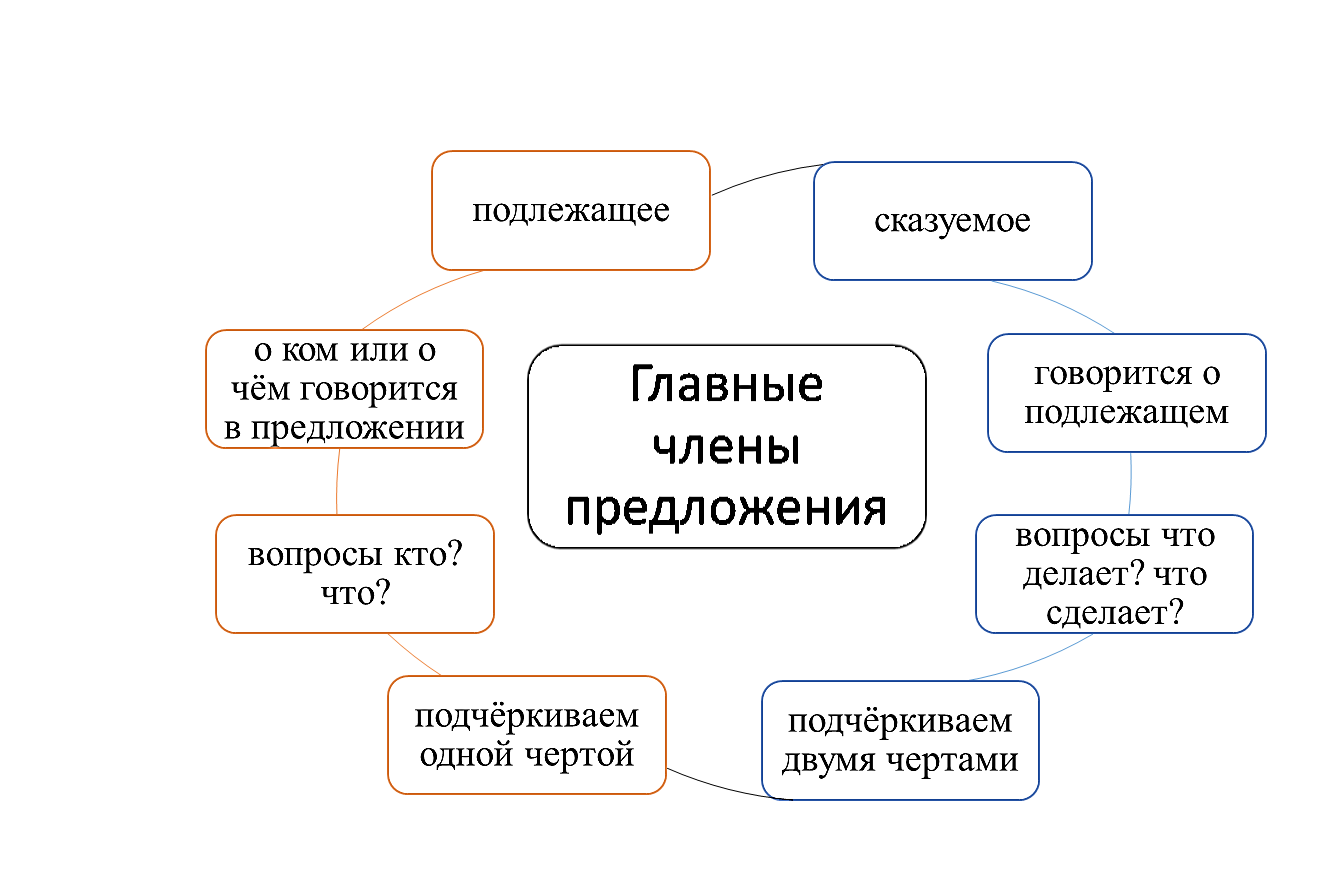 подлежащее
сказуемое
о ком или о
чём говорится
в предложении
Главные
члены
предложения
говорится о
подлежащем
вопросы кто?
что?
вопросы что
делает? что
сделает?
подчёркиваем
одной чертой
подчёркиваем
двумя чертами